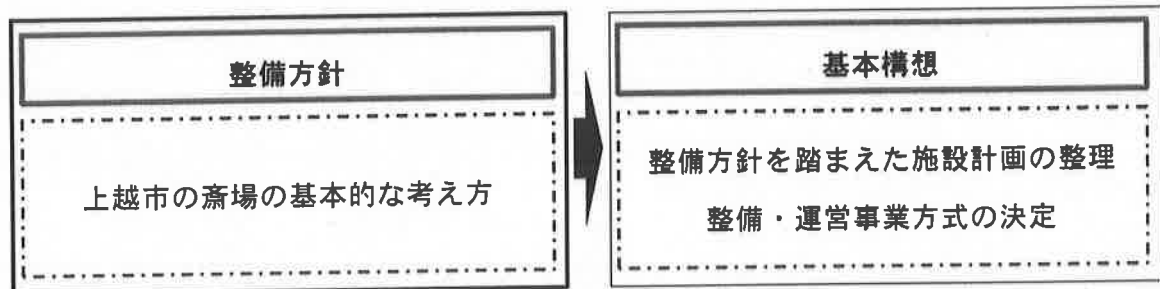 整備方針
上越市の斎場の基本的な考え方
基本構想
整備方針を踏まえた施設計画の整理
整備・運営事業方式の決定